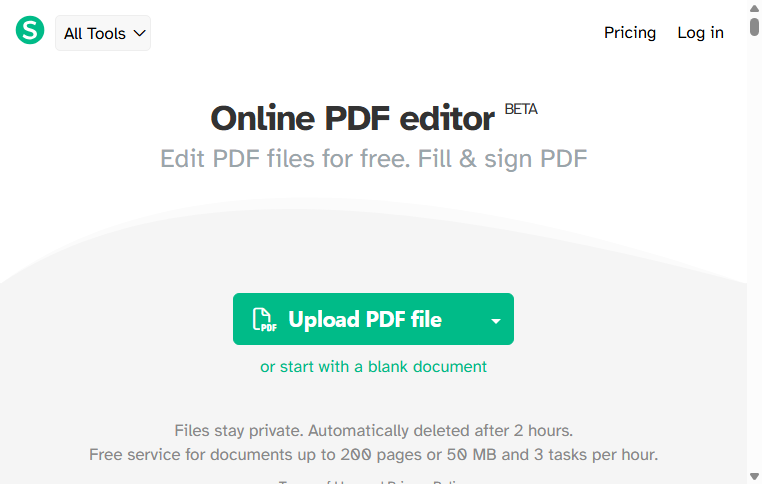 S
All Tools
Pricing
Log in
Online PDF editor BETA
Edit PDF files for free. Fill & sign PDF
PDF
Upload PDF file
or start with a blank document
Files stay private. Automatically deleted after 2 hours.
Free service for documents up to 200 pages or 50 MB and 3 tasks per hour.